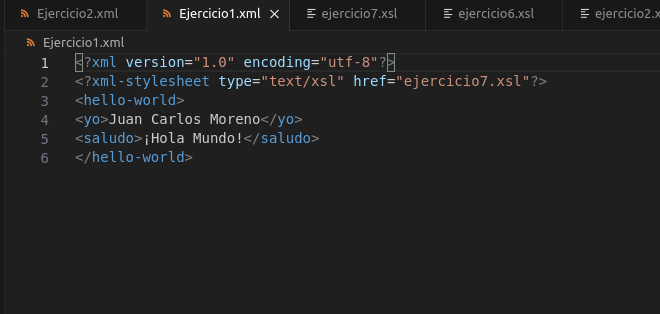 Ejercicio2.xml Ejercicio1.xml ejercicio7.xsl ejercicio6.xsl ejercicio2.x
Ejercicio1.xml
1 <?xml version="1.0" encoding="utf-8"?>
2 <?xml-stylesheet type="text/xsl" href="ejercicio7.xsl"?>
3 <hello-world>
4 <yo>Juan Carlos Moreno</yo>
5 <saludo>¡Hola Mundo!</saludo>
6 </hello-world>